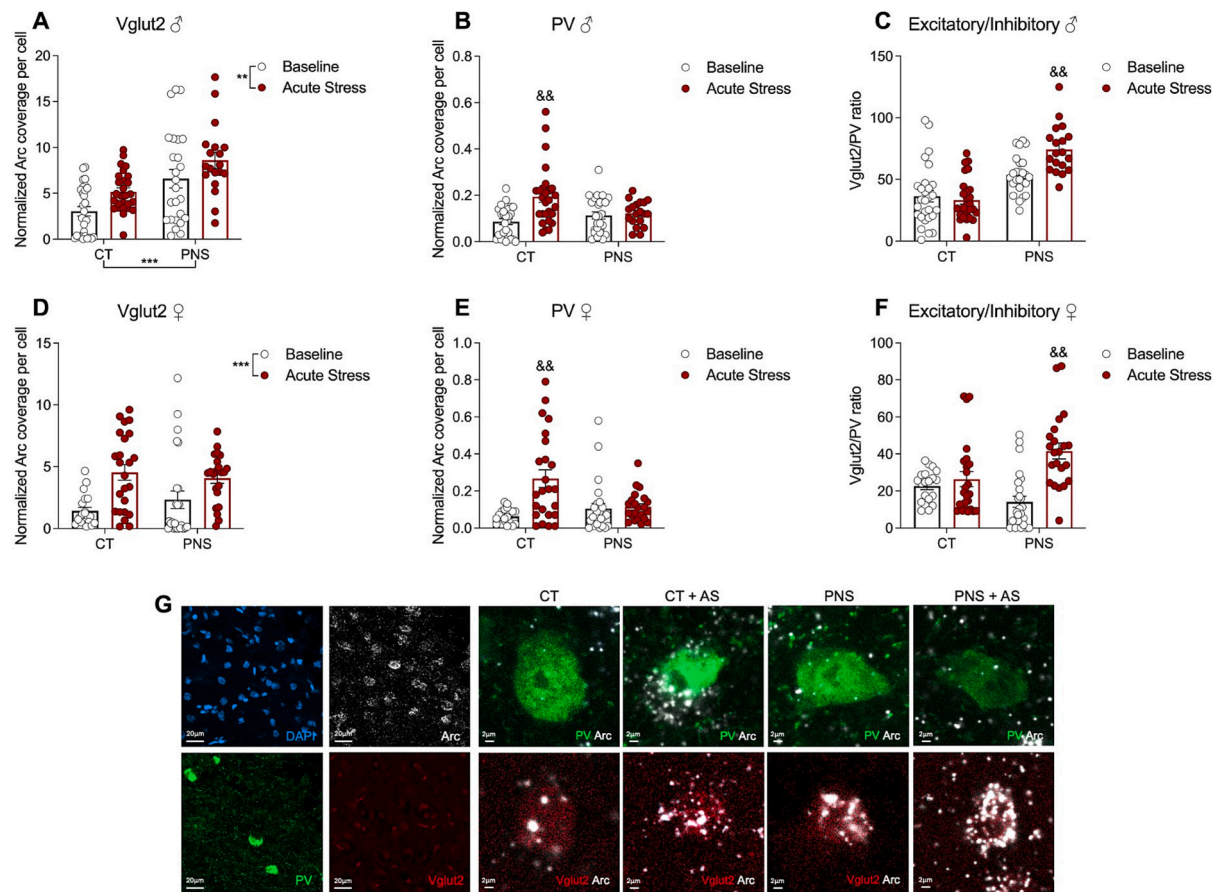 A
Vglut2 ♂
Normalized Arc coverage per cell
20
15
10
5
0
**
Baseline
Acute Stress
CT
PNS
***
B
PV ♂
Normalized Arc coverage per cell
0.8
0.6
0.4
0.2
0.0
&&
Baseline
Acute Stress
CT
PNS
C
Excitatory/Inhibitory ♂
Vglut2/PV ratio
150
100
50
0
&&
Baseline
Acute Stress
CT
PNS
D
Vglut2 ♀
Normalized Arc coverage per cell
15
10
5
0
***
Baseline
Acute Stress
CT
PNS
E
PV ♀
Normalized Arc coverage per cell
1.0
0.8
0.6
0.4
0.2
0.0
&&
Baseline
Acute Stress
CT
PNS
F
Excitatory/Inhibitory ♀
Vglut2/PV ratio
100
80
60
40
20
0
&&
Baseline
Acute Stress
CT
PNS
G
CT
CT + AS
PNS
PNS + AS
20μm
DAPI
20μm
Arc
2μm
PV Arc
2μm
PV Arc
2μm
PV Arc
2μm
PV Arc
20μm
PV
20μm
Vglut2
2μm
Vglut2 Arc
2μm
Vglut2 Arc
2μm
Vglut2 Arc
2μm
Vglut2 Arc